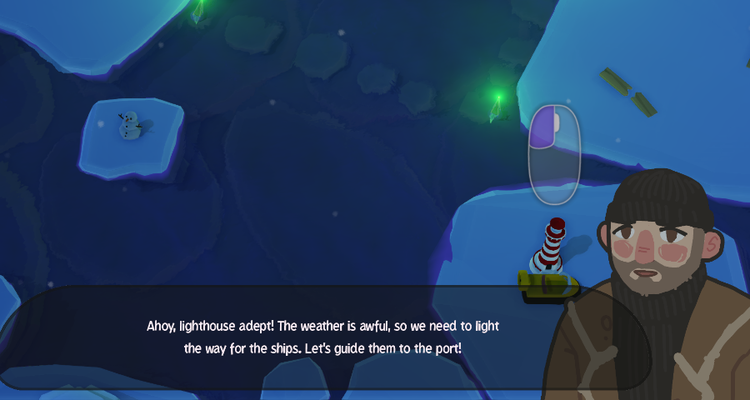 Ahoy, lighthouse adept! The weather is awful, so we need to light
the way for the ships. Let's guide them to the port!